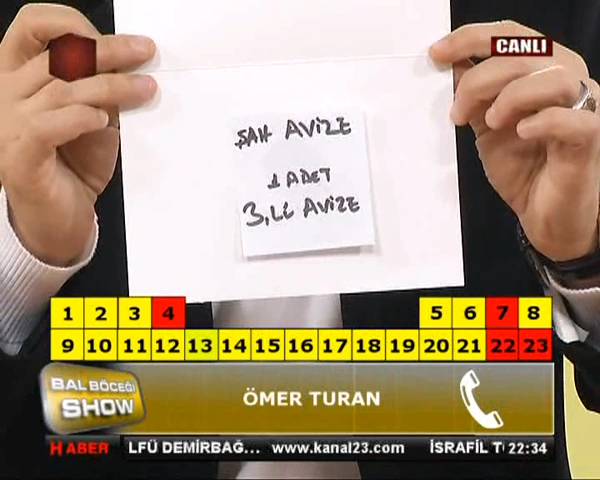 CANLI
ŞAH AVİZE
1 ADET
3,Lİ AVİZE
1 2 3 4 5 6 7 8
9 10 11 12 13 14 15 16 17 18 19 20 21 22 23
BAL BÖCEĞİ
SHOW
ÖMER TURAN
HABER LFÜ DEMİRBAĞ... www.kanal23.com İSRAFİL 22:34